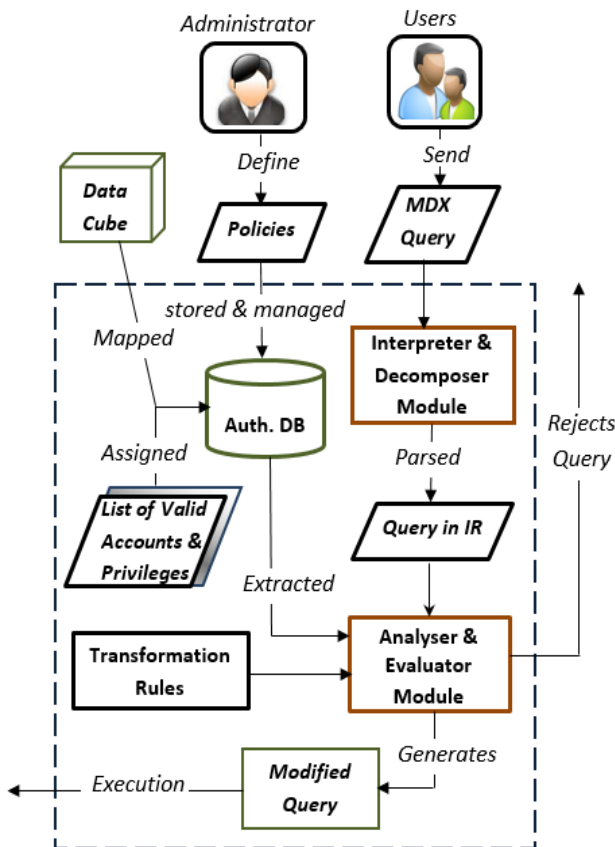 Administrator
Users
Define
Send
Data
Cube
Policies
MDX
Query
stored & managed
Mapped
Interpreter &
Decomposer
Module
Auth. DB
Rejects
Query
Assigned
Parsed
List of Valid
Accounts &
Privileges
Query in IR
Extracted
Transformation
Rules
Analyser &
Evaluator
Module
Generates
Execution
Modified
Query